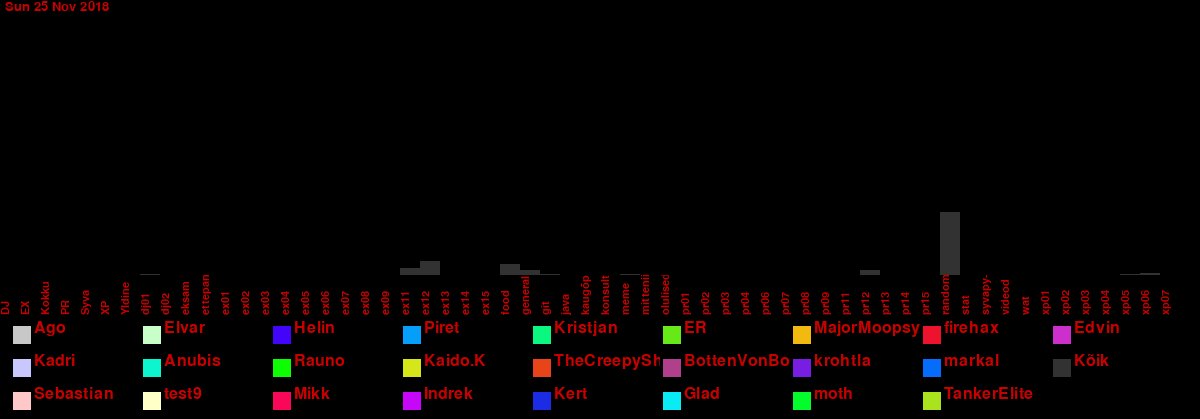 Sun 25 Nov 2018
DJ EX Kokku PR Syva XP Yldine dj01 dj02 eksam ettepan ex01 ex02 ex03 ex04 ex05 ex06 ex07 ex08 ex09 ex11 ex12 ex13 ex14 ex15 food general git java kaugõp konsult meme mitteni olulised pr01 pr02 pr03 pr04 pr06 pr07 pr08 pr09 pr11 pr12 pr13 pr14 pr15 random stat syvapy- videod wat xp01 xp02 xp03 xp04 xp05 xp06 xp07
Ago Elvar Helin Piret Kristjan ER MajorMoopsy firehax Edvin
Kadri Anubis Rauno Kaido.K TheCreepySh BottenVonBo krohtla markal Kõik
Sebastian test9 Mikk Indrek Kert Glad moth TankerElite